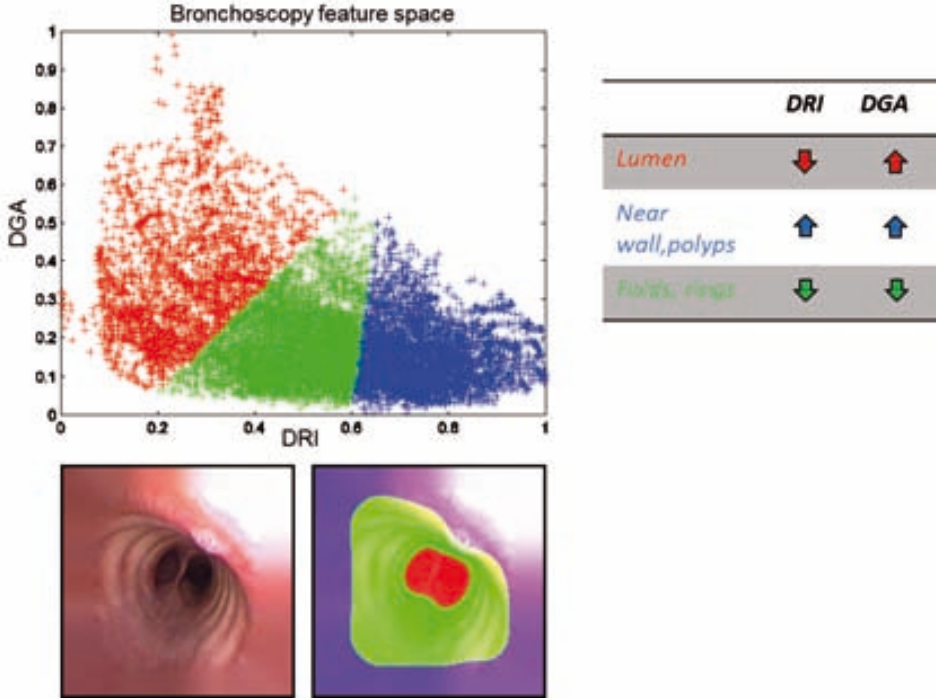 Bronchoscopy feature space
1
0.9
0.8
0.7
0.6
0.5
0.4
0.3
0.2
0.1
0
DGA
0 0.2 0.4 0.6 0.8 1
DRI
DRI DGA
Lumen
Near
wall,polyps
Folds, rings